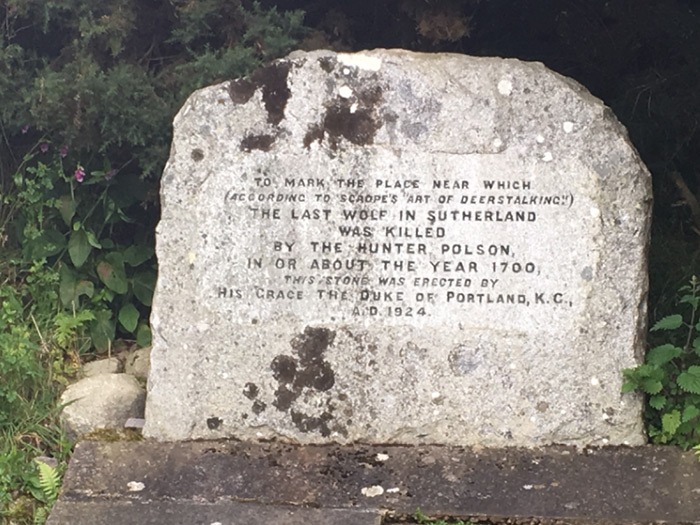 TO MARK THE PLACE NEAR WHICH
(ACCORDING TO SCROPE'S "ART OF DEERSTALKING")
THE LAST WOLF IN SUTHERLAND
WAS KILLED
BY THE HUNTER POLSON,
IN OR ABOUT THE YEAR 1700,
THIS STONE WAS ERECTED BY
HIS GRACE THE DUKE OF PORTLAND, K.G.,
A.D. 1924.